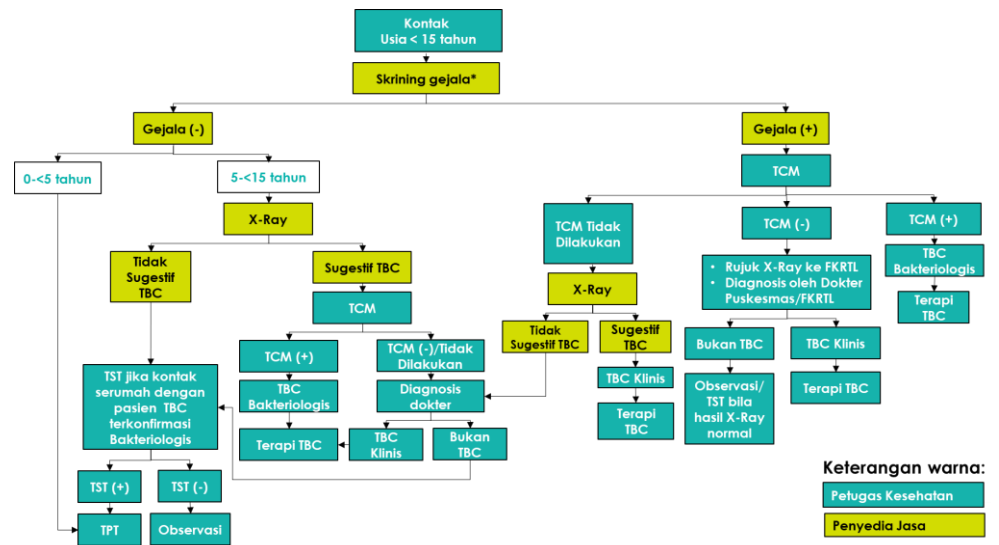 Kontak
Usia < 15 tahun
Skrining gejala*
Gejala (-)
Gejala (+)
0-<5 tahun
5-<15 tahun
TCM
X-Ray
TCM Tidak
Dilakukan
TCM (-)
TCM (+)
Tidak
Sugestif
TBC
Sugestif TBC
X-Ray
• Rujuk X-Ray ke FKRTL
• Diagnosis oleh Dokter
Puskesmas/FKRTL
TBC
Bakteriologis
Terapi
TBC
TCM
Tidak
Sugestif TBC
Sugestif
TBC
Bukan TBC
TBC Klinis
TCM (+)
TCM (-)/Tidak
Dilakukan
TST jika kontak
serumah dengan
pasien TBC
terkonfirmasi
Bakteriologis
TBC
Bakteriologis
Diagnosis
dokter
TBC Klinis
Terapi
TBC
Observasi/
TST bila
hasil X-Ray
normal
Terapi TBC
Terapi TBC
TBC
Klinis
Bukan
TBC
TST (+)
TST (-)
TPT
Observasi
Keterangan warna:
Petugas Kesehatan
Penyedia Jasa